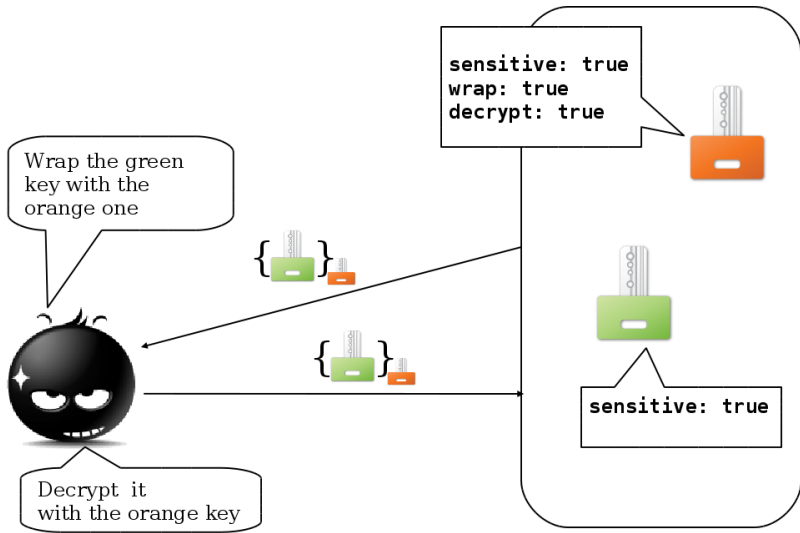 sensitive: true
wrap: true
decrypt: true
Wrap the green
key with the
orange one
{ }
{ }
sensitive: true
Decrypt it
with the orange key